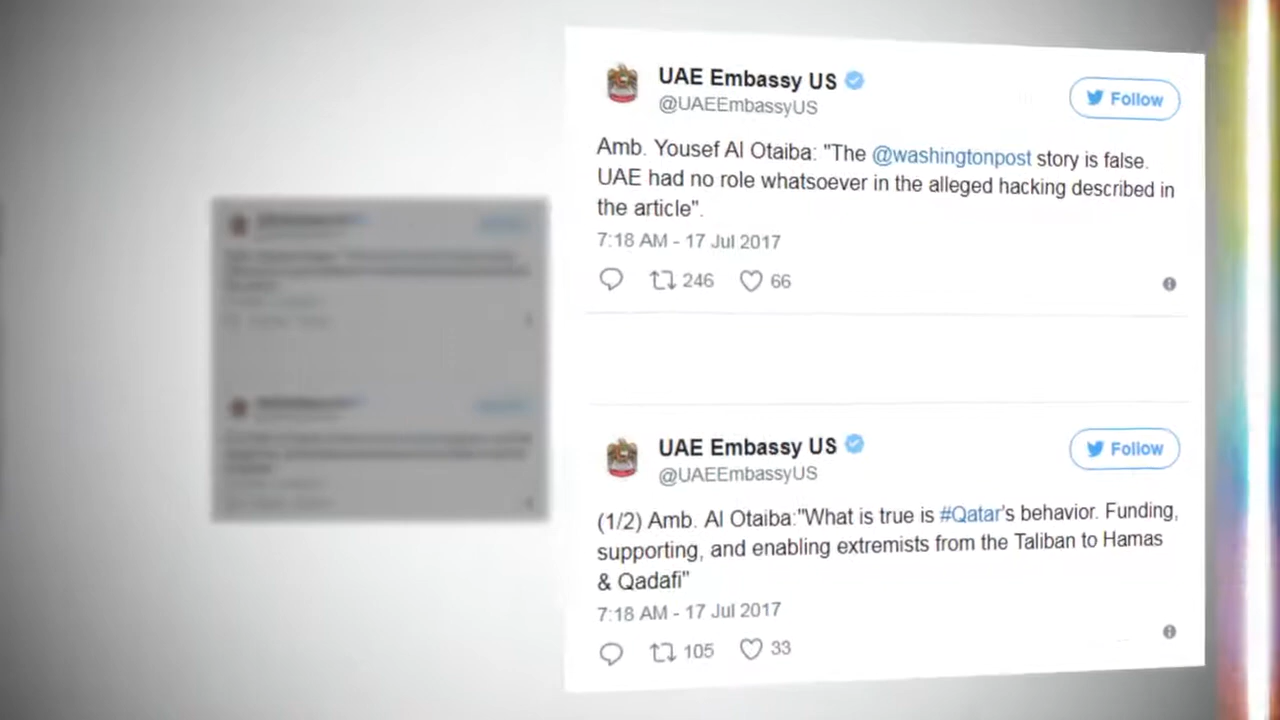 UAE Embassy US
@UAEEmbassyUS
Follow
Amb. Yousef Al Otaiba: "The @washingtonpost story is false.
UAE had no role whatsoever in the alleged hacking described in
the article".
7:18 AM - 17 Jul 2017
246 66
UAE Embassy US
@UAEEmbassyUS
Follow
(1/2) Amb. Al Otaiba:"What is true is #Qatar's behavior. Funding,
supporting, and enabling extremists from the Taliban to Hamas
& Qadafi"
7:18 AM - 17 Jul 2017
105 33